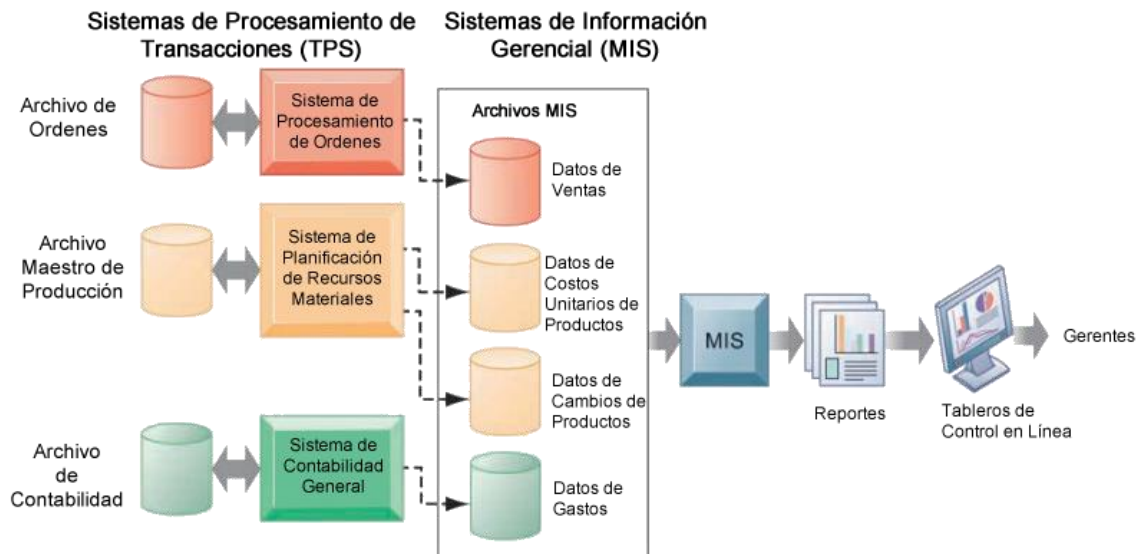 Sistemas de Procesamiento de
Transacciones (TPS)
Sistemas de Información
Gerencial (MIS)
Archivo de
Ordenes
Sistema de
Procesamiento
de Ordenes
Archivos MIS
Datos de
Ventas
Archivo
Maestro de
Producción
Sistema de
Planificación
de Recursos
Materiales
Datos de
Costos
Unitarios de
Productos
Datos de
Cambios de
Productos
Archivo
de
Contabilidad
Sistema de
Contabilidad
General
Datos de
Gastos
MIS
Reportes
Tableros de
Control en Línea
Gerentes